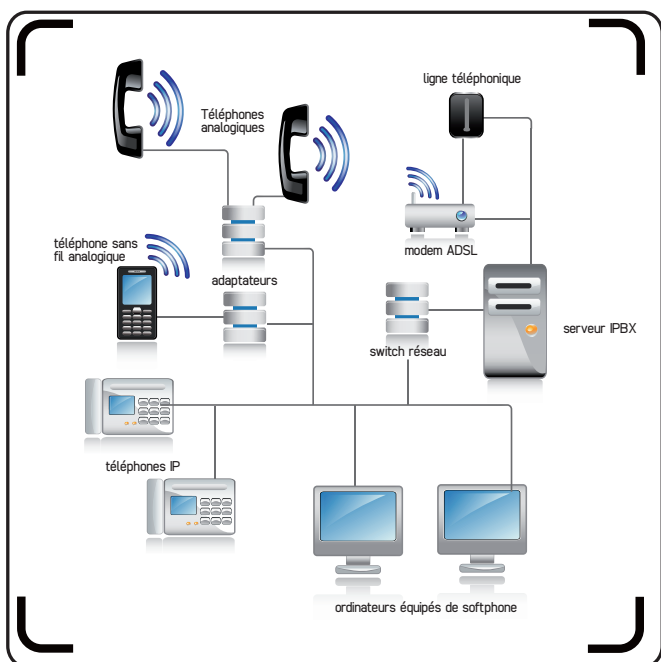 ligne téléphonique
Téléphones
analogiques
téléphone sans
fil analogique
modem ADSL
adaptateurs
serveur IPBX
switch réseau
téléphones IP
ordinateurs équipés de softphone